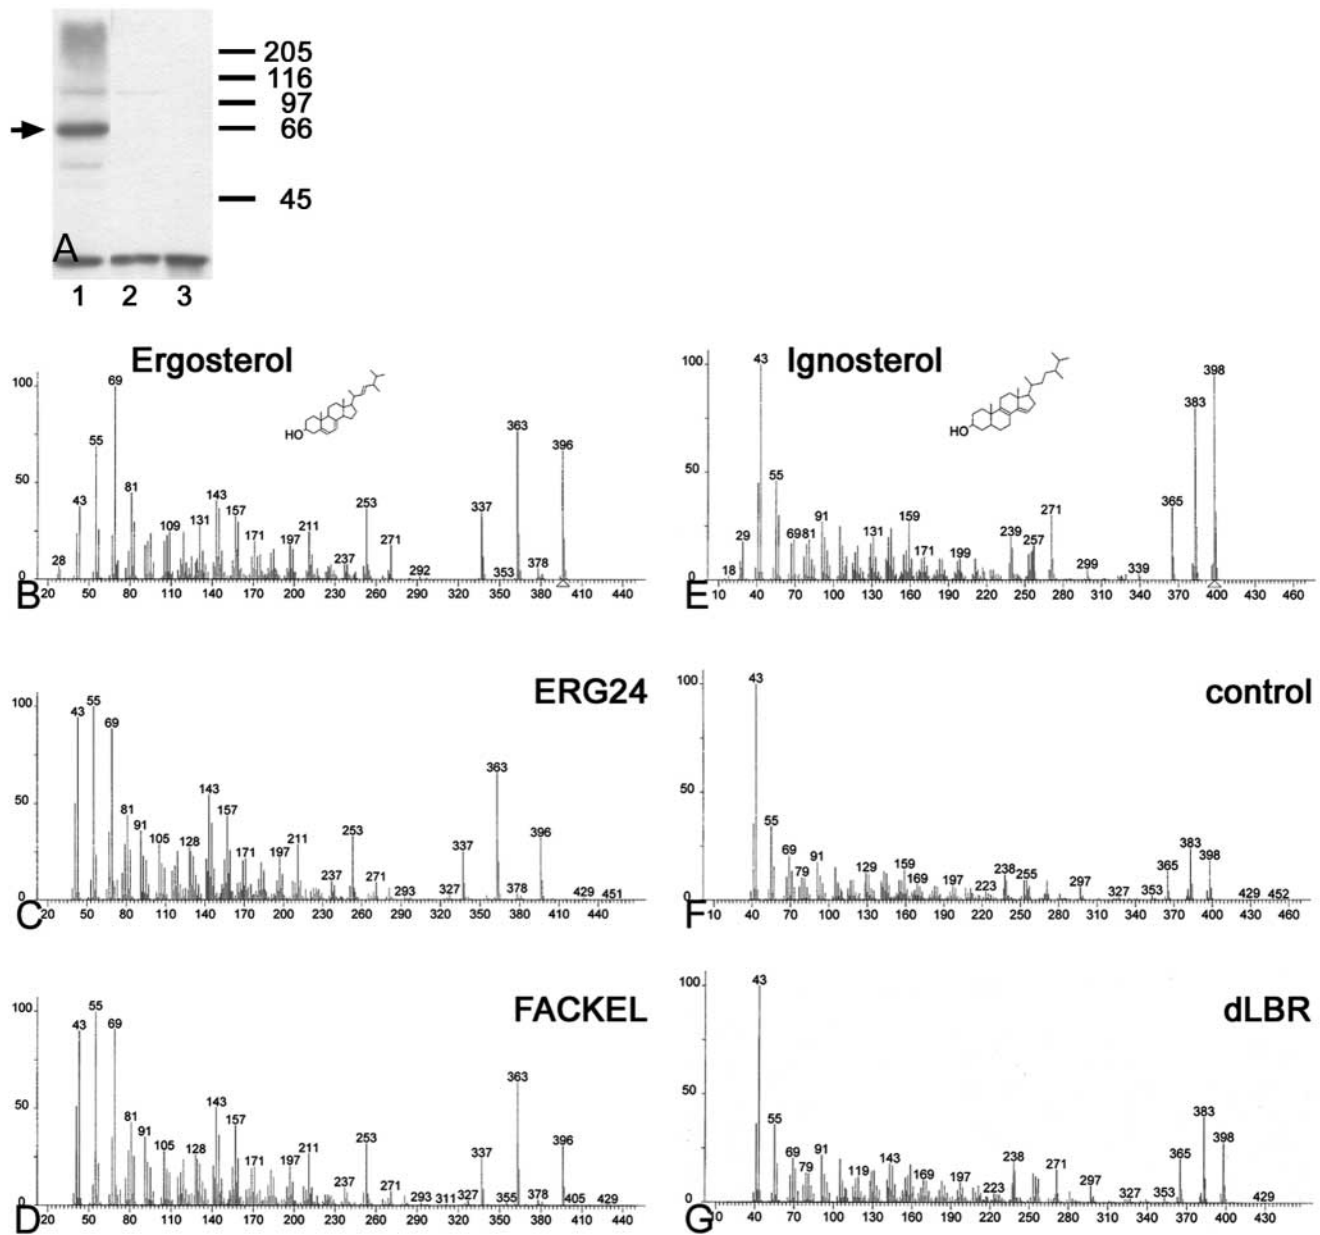 205
116
97
66
45
A
1 2 3
Ergosterol
HO
100
50
0
28 43 55 69 81 109 131 143 157 171 197 211 237 253 271 292 337 353 363 378 396
B 20 50 80 110 140 170 200 230 260 290 320 350 380 410 440
Ignosterol
HO
100
50
0
18 29 43 55 69 81 91 131 159 171 199 239 257 271 299 339 365 383 398
E 10 40 70 100 130 160 190 220 250 280 310 340 370 400 430 460
ERG24
100
50
0
43 55 69 81 91 105 128 143 157 171 197 211 237 253 271 293 327 337 363 378 396 429 451
C 20 50 80 110 140 170 200 230 260 290 320 350 380 410 440
control
100
50
0
43 55 69 79 91 129 159 169 197 223 238 255 297 327 353 365 383 398 429 452
F 10 40 70 100 130 160 190 220 250 280 310 340 370 400 430 460
FACKEL
100
50
0
43 55 69 81 91 105 128 143 157 171 197 211 237 253 271 293 311 327 337 355 363 378 396 405 429
D 20 50 80 110 140 170 200 230 260 290 320 350 380 410 440
dLBR
100
50
0
43 55 69 79 91 119 143 169 197 223 238 271 297 327 353 365 383 398 429
G 10 40 70 100 130 160 190 220 250 280 310 340 370 400 430